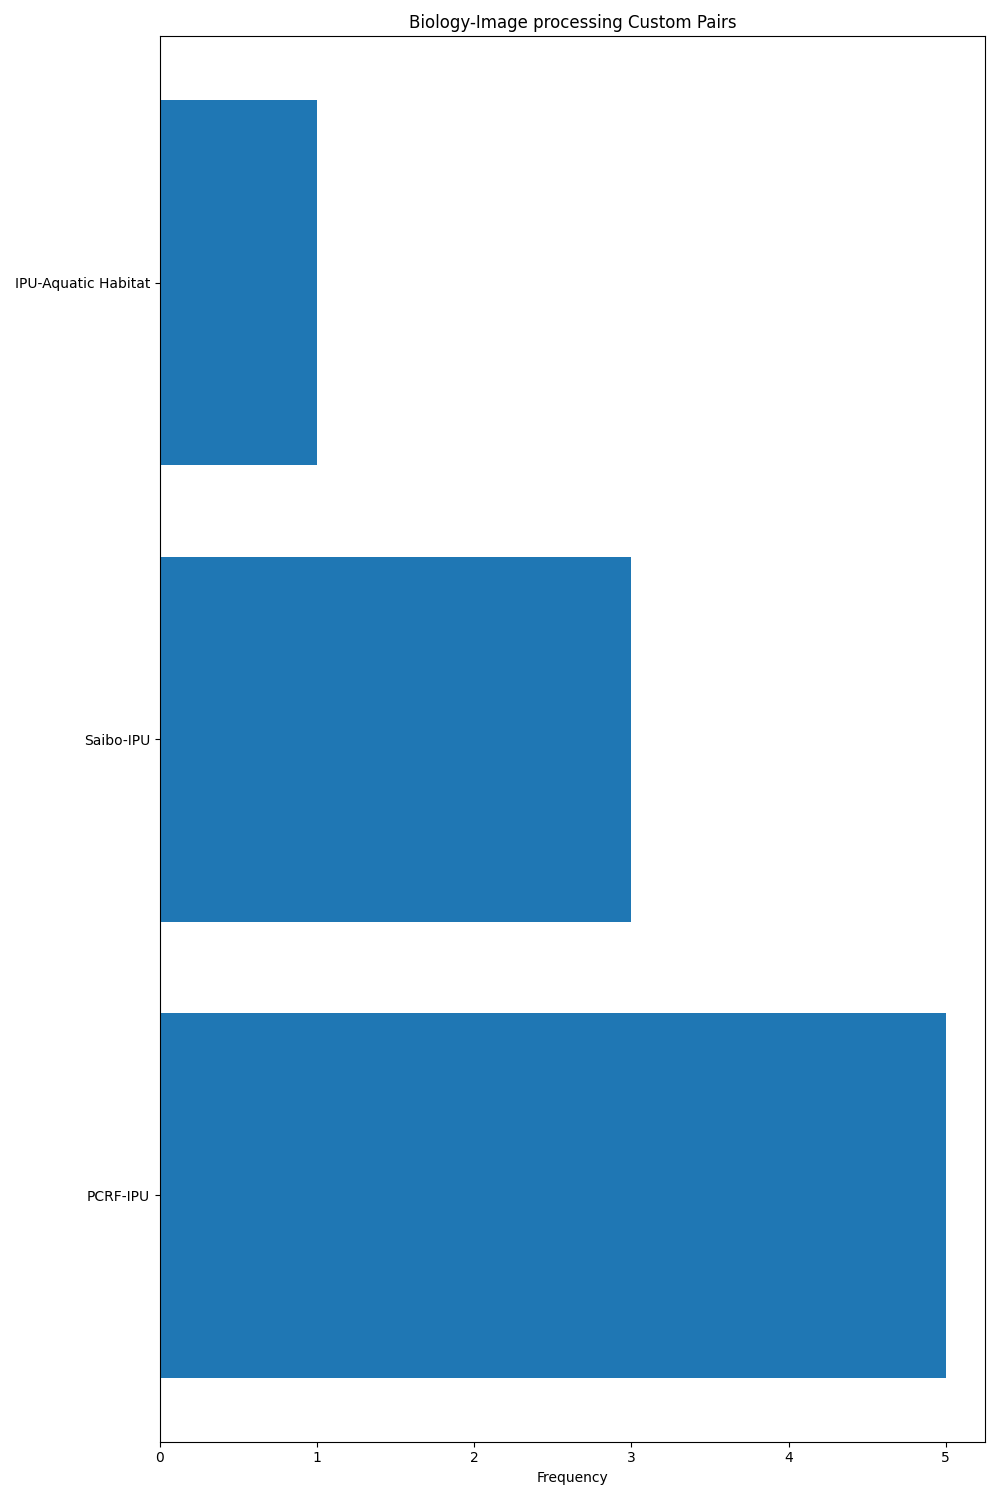 Biology-Image processing Custom Pairs
IPU-Aquatic Habitat
Saibo-IPU
PCRF-IPU
0 1 2 3 4 5
Frequency